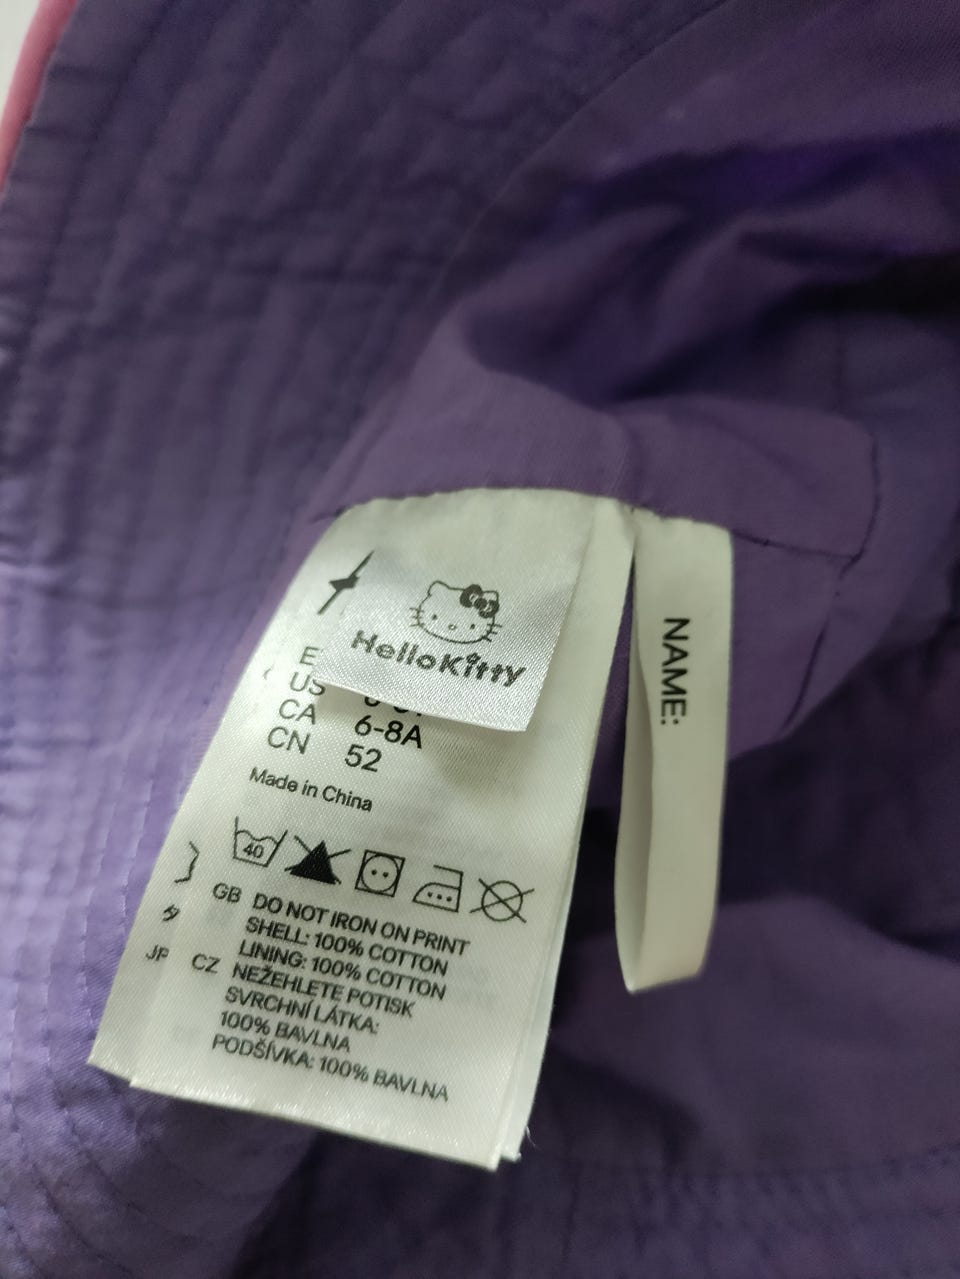 HelloKitty
E
US
CA 6-8A
CN 52
Made in China
40
GB DO NOT IRON ON PRINT
SHELL: 100% COTTON
LINING: 100% COTTON
CZ NEŽEHLETE POTISK
SVRCHNÍ LÁTKA:
100% BAVLNA
PODŠÍVKA: 100% BAVLNA
JP
NAME: